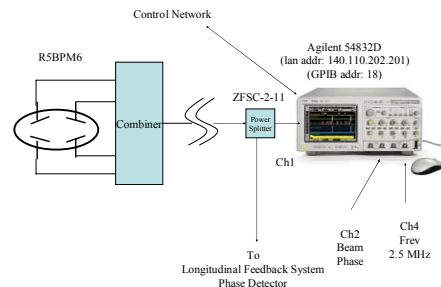 Control Network
R5BPM6
Agilent 54832D
(lan addr: 140.110.202.201)
(GPIB addr: 18)
Combiner
ZFSC-2-11
Power
Splitter
Ch1
Ch2
Beam
Phase
Ch4
Frev
2.5 MHz
To
Longitudinal Feedback System
Phase Detector